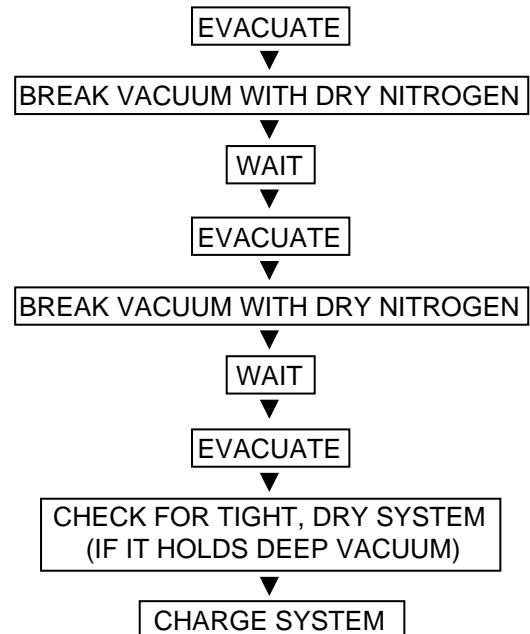 EVACUATE
BREAK VACUUM WITH DRY NITROGEN
WAIT
EVACUATE
BREAK VACUUM WITH DRY NITROGEN
WAIT
EVACUATE
CHECK FOR TIGHT, DRY SYSTEM
(IF IT HOLDS DEEP VACUUM)
CHARGE SYSTEM